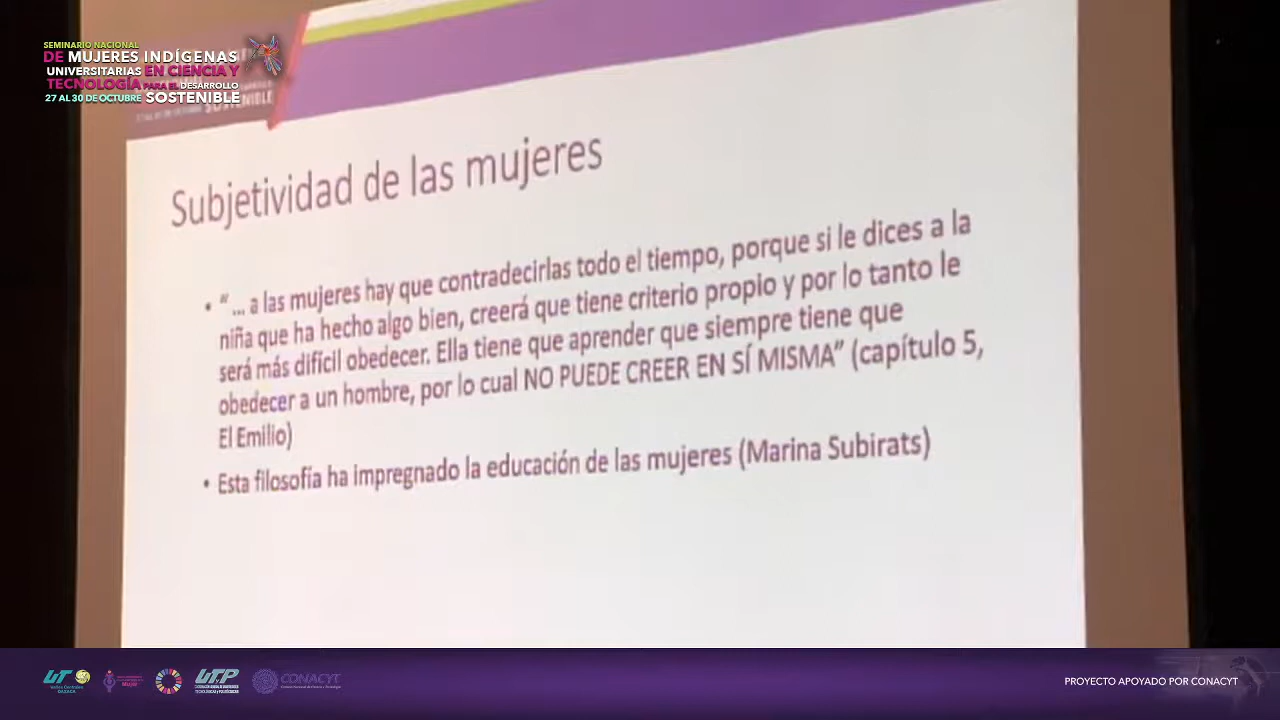 SEMINARIO NACIONAL
DE MUJERES INDÍGENAS
UNIVERSITARIAS EN CIENCIA Y
TECNOLOGÍA PARA EL DESARROLLO
27 AL 30 DE OCTUBRE SOSTENIBLE
Subjetividad de las mujeres
• “... a las mujeres hay que contradecirlas todo el tiempo, porque si le dices a la
niña que ha hecho algo bien, creerá que tiene criterio propio y por lo tanto le
será más difícil obedecer. Ella tiene que aprender que siempre tiene que
obedecer a un hombre, por lo cual NO PUEDE CREER EN SÍ MISMA” (capítulo 5,
El Emilio)
• Esta filosofía ha impregnado la educación de las mujeres (Marina Subirats)
UT
UTP
CONACYT
PROYECTO APOYADO POR CONACYT